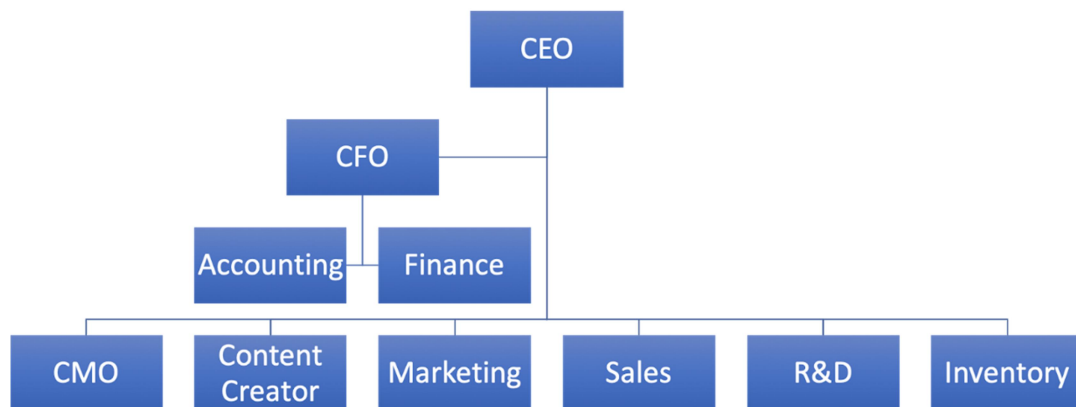 CEO
CFO
Accounting
Finance
CMO
Content
Creator
Marketing
Sales
R&D
Inventory